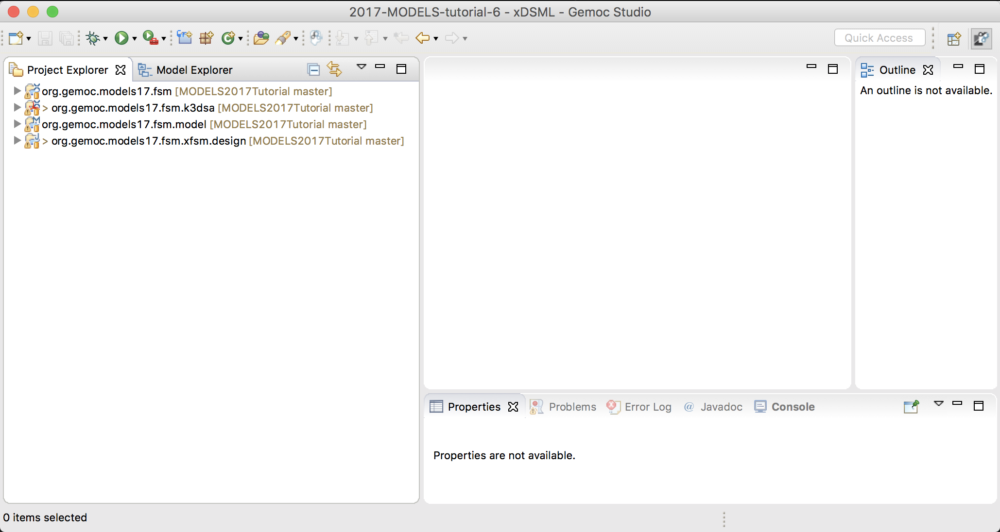 2017-MODELS-tutorial-6 - xDSML - Gemoc Studio
Quick Access
Project Explorer
Model Explorer
org.gemoc.models17.fsm [MODELS2017Tutorial master]
> org.gemoc.models17.fsm.k3dsa [MODELS2017Tutorial master]
org.gemoc.models17.fsm.model [MODELS2017Tutorial master]
> org.gemoc.models17.fsm.xfsm.design [MODELS2017Tutorial master]
Outline
An outline is not available.
Properties
Problems
Error Log
@ Javadoc
Console
Properties are not available.
0 items selected